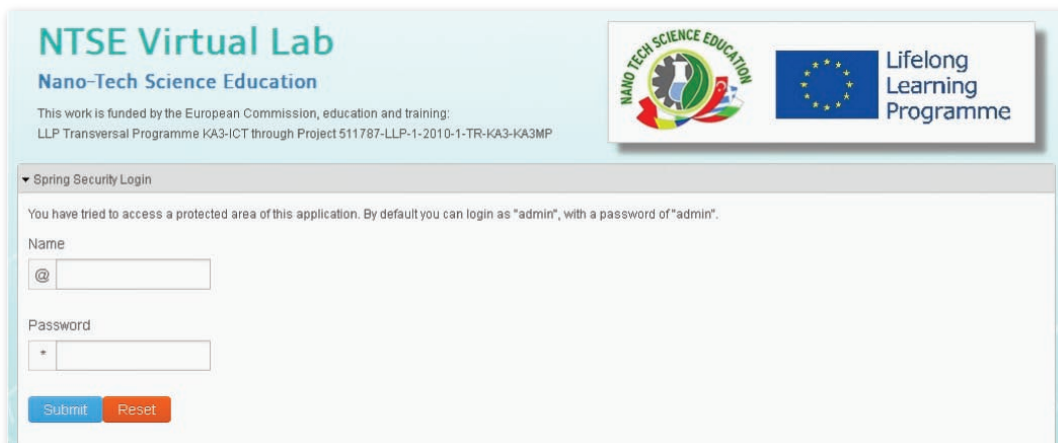 NTSE Virtual Lab
Nano-Tech Science Education
This work is funded by the European Commission, education and training:
LLP Transversal Programme KA3-ICT through Project 511787-LLP-1-2010-1-TR-KA3-KA3MP
NANO TECH SCIENCE EDUCATION
Lifelong
Learning
Programme
Spring Security Login
You have tried to access a protected area of this application. By default you can login as "admin", with a password of "admin".
Name
@
Password
*
Submit Reset